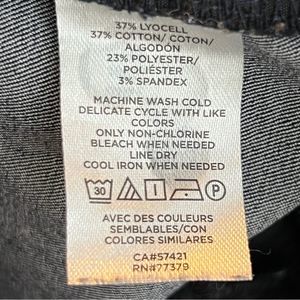 37% LYOCELL
37% COTTON/ COTON/
ALGODÓN
23% POLYESTER/
POLIÉSTER
3% SPANDEX
MACHINE WASH COLD
DELICATE CYCLE WITH LIKE
COLORS
ONLY NON-CHLORINE
BLEACH WHEN NEEDED
LINE DRY
COOL IRON WHEN NEEDED
30 P
AVEC DES COULEURS
SEMBLABLES/CON
COLORES SIMILARES
CA#57421
RN#77379